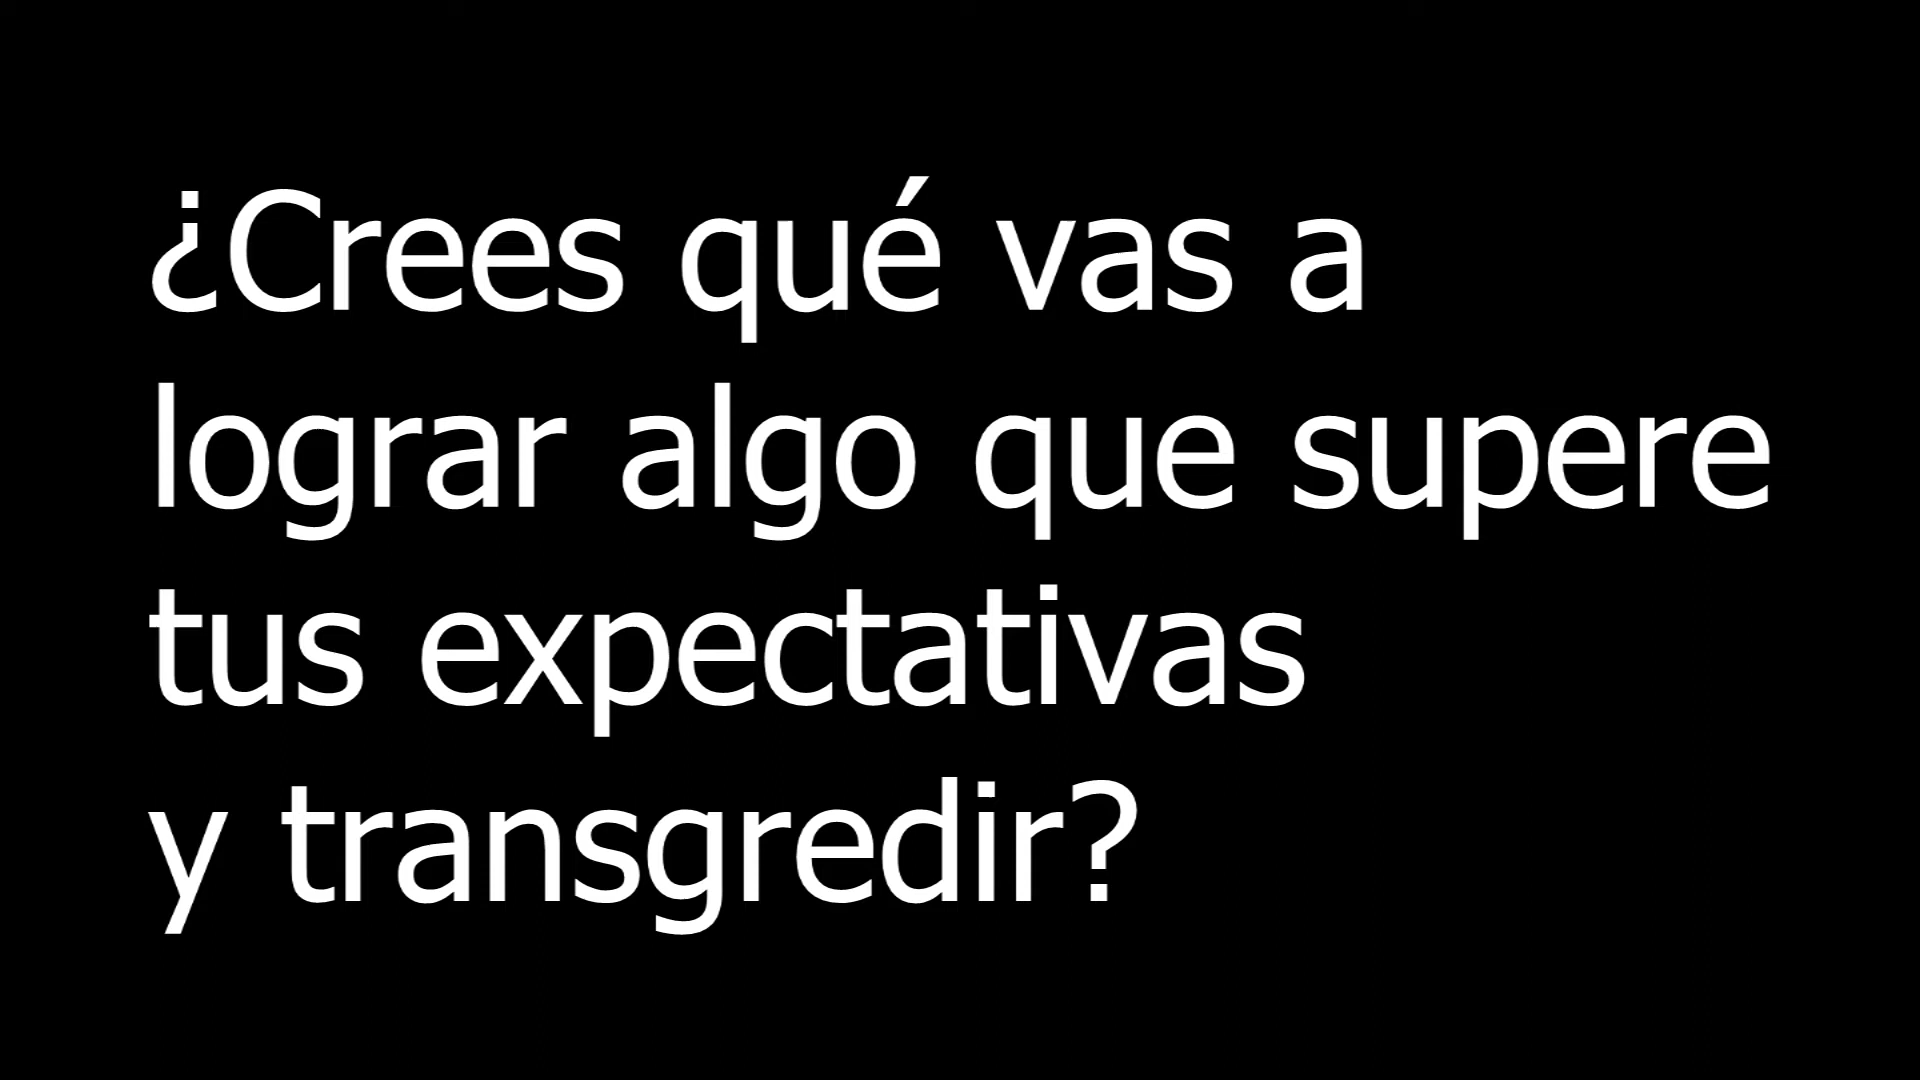 ¿Crees qué vas a
lograr algo que supere
tus expectativas
y transgredir?